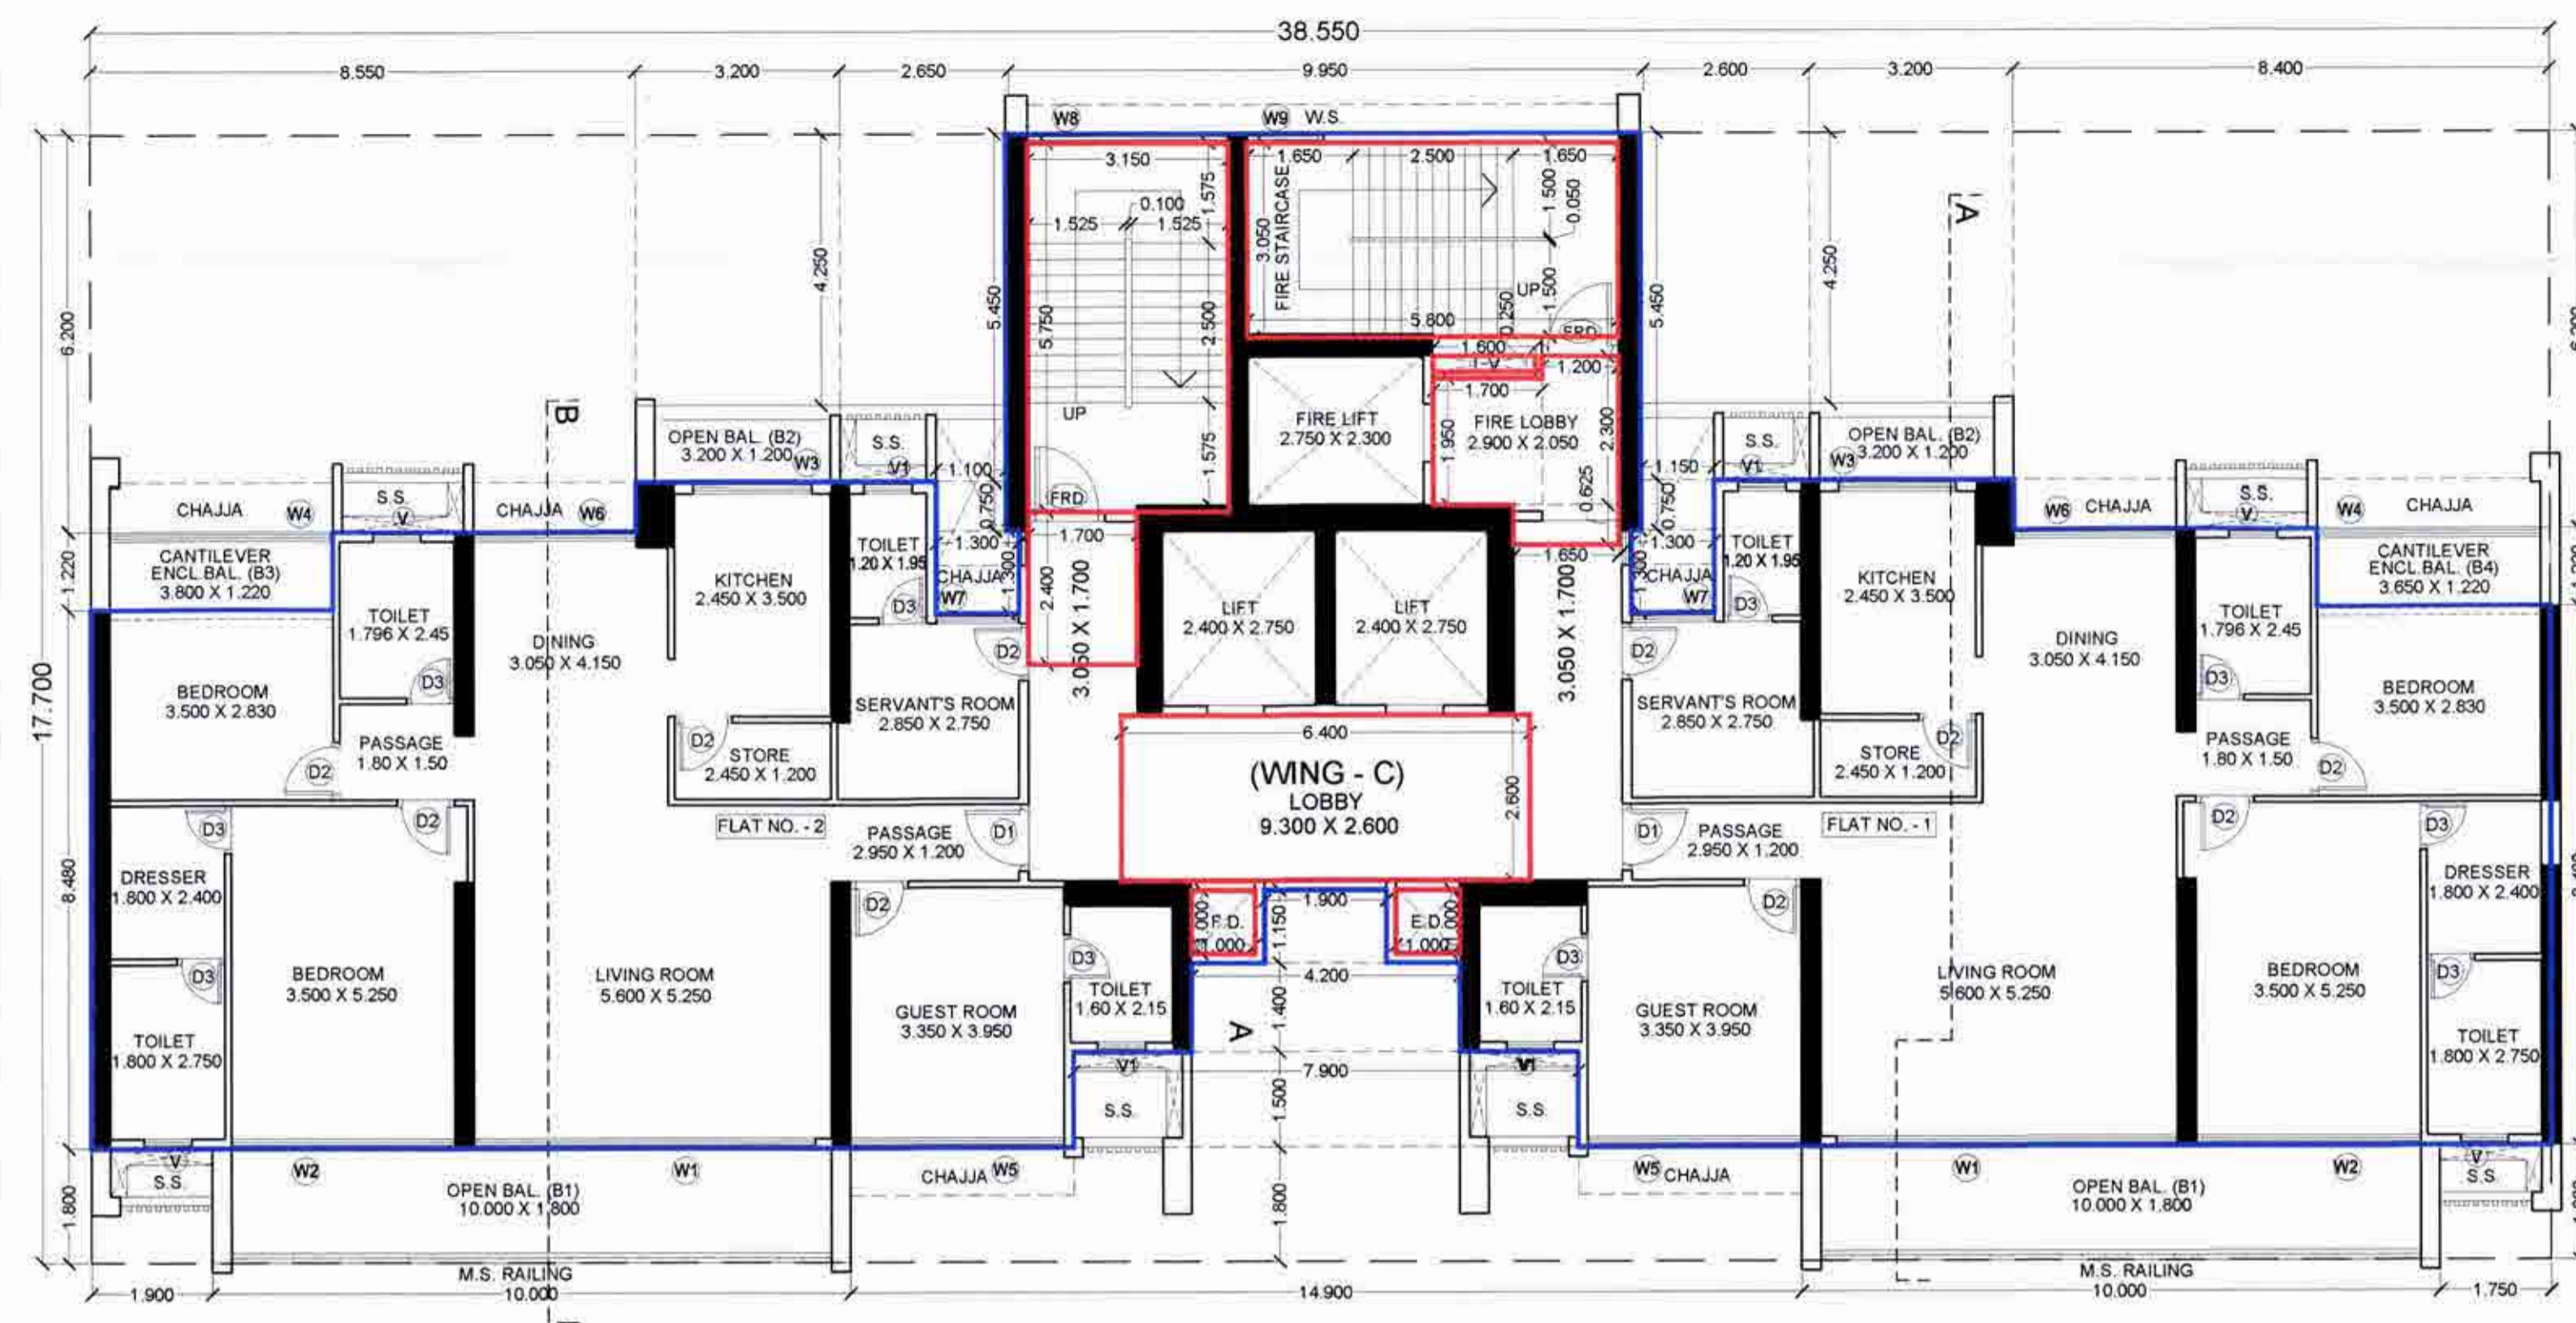 38.550
8.550 3.200 2.650 9.950 2.600 3.200 8.400
W8 W9 W.S.
3.150 1.650 2.500 1.650
FIRE STAIRCASE
3.050
1.575
1.500
0.050
0.100
1.525 1.525
A
4.250
5.450
5.750
2.500
0.250
1.500
UP
5.800
FRD
5.450
4.250
6.200
1.600
1.200
1.700
B
UP
1.575
FIRE LIFT
2.750 X 2.300
1.950
FIRE LOBBY
2.900 X 2.050
2.300
0.625
OPEN BAL. (B2)
3.200 X 1.200
W3
S.S.
V1
1.100
0.750
FRD
1.150
0.750
S.S.
V1
W3
OPEN BAL. (B2)
3.200 X 1.200
CHAJJA W4
S.S.
V
CHAJJA W6
W6 CHAJJA
S.S.
V
W4 CHAJJA
1.220
CANTILEVER
ENCL.BAL. (B3)
3.800 X 1.220
CANTILEVER
ENCL.BAL. (B4)
3.650 X 1.220
TOILET
1.796 X 2.45
D3
DINING
3.050 X 4.150
KITCHEN
2.450 X 3.500
TOILET
1.20 X 1.95
D3
1.300
1.300
CHAJJA
W7
1.700
2.400
3.050 X 1.700
LIFT
2.400 X 2.750
LIFT
2.400 X 2.750
1.650
3.050 X 1.700
1.300
CHAJJA
W7
TOILET
1.20 X 1.95
D3
KITCHEN
2.450 X 3.500
DINING
3.050 X 4.150
TOILET
1.796 X 2.45
D3
17.700
BEDROOM
3.500 X 2.830
D2
SERVANT'S ROOM
2.850 X 2.750
D2
SERVANT'S ROOM
2.850 X 2.750
BEDROOM
3.500 X 2.830
PASSAGE
1.80 X 1.50
D2
D2
STORE
2.450 X 1.200
6.400
(WING - C)
LOBBY
9.300 X 2.600
2.600
STORE
2.450 X 1.200
D2
PASSAGE
1.80 X 1.50
D2
8.480
D3
D2
FLAT NO. - 2
PASSAGE
2.950 X 1.200
D1
D1
PASSAGE
2.950 X 1.200
FLAT NO. - 1
D2
D3
DRESSER
1.800 X 2.400
D2
1.000
1.900
1.150
E.D.
1.000
D2
DRESSER
1.800 X 2.400
D3
BEDROOM
3.500 X 5.250
LIVING ROOM
5.600 X 5.250
GUEST ROOM
3.350 X 3.950
D3
TOILET
1.60 X 2.15
4.200
1.400
A
D3
TOILET
1.60 X 2.15
GUEST ROOM
3.350 X 3.950
LIVING ROOM
5.600 X 5.250
BEDROOM
3.500 X 5.250
D3
TOILET
1.800 X 2.750
TOILET
1.800 X 2.750
V1
S.S.
7.900
1.500
V1
S.S.
V
S.S.
W2
W1
OPEN BAL. (B1)
10.000 X 1.800
CHAJJA W5
W5 CHAJJA
W1
W2
OPEN BAL. (B1)
10.000 X 1.800
V
S.S.
1.800
1.800
M.S. RAILING
M.S. RAILING
1.900 10.000 14.900 10.000 1.750